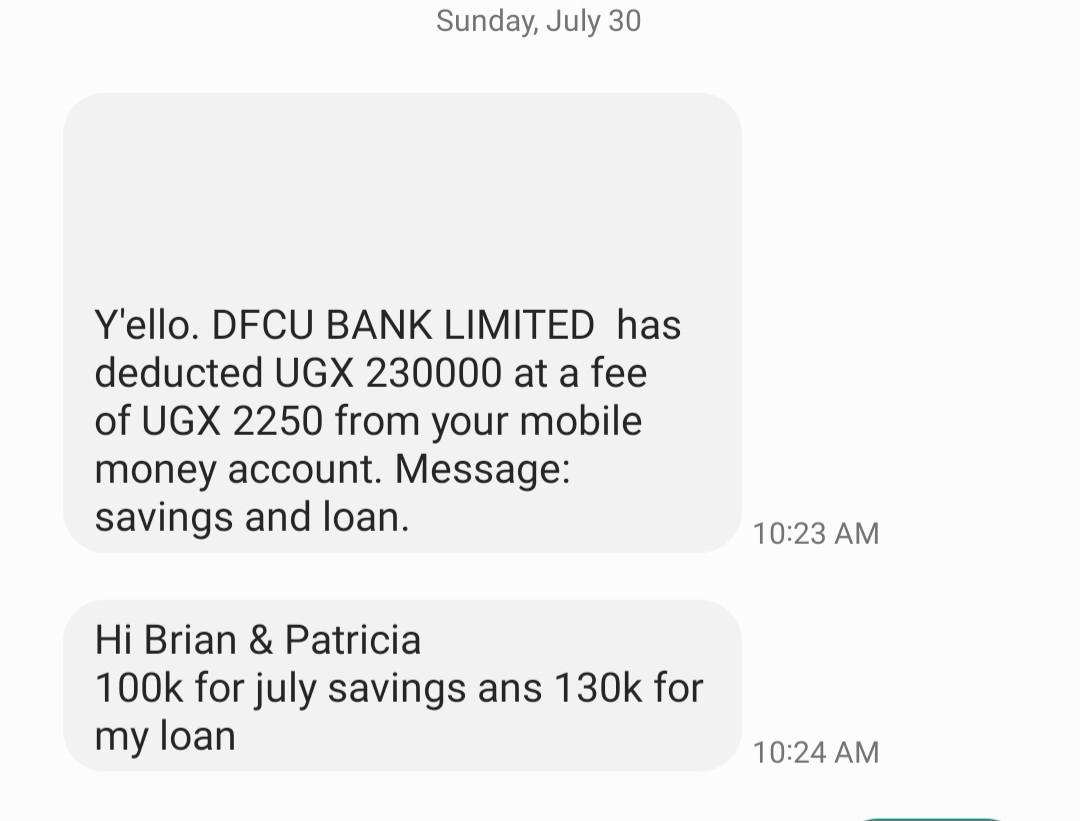 Sunday, July 30
Y'ello. DFCU BANK LIMITED  has
deducted UGX 230000 at a fee
of UGX 2250 from your mobile
money account. Message:
savings and loan.
10:23 AM
Hi Brian & Patricia
100k for july savings ans 130k for
my loan
10:24 AM